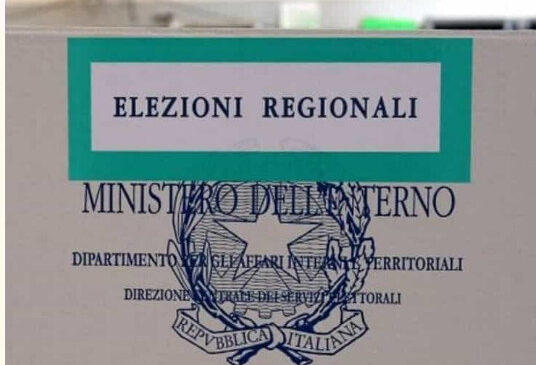 ELEZIONI REGIONALI
MINISTERO DELL'INTERNO
DIPARTIMENTO PER GLI AFFARI INTERNI E TERRITORIALI
DIREZIONE CENTRALE DEI SERVIZI ELETTORALI
REPVBBLICA ITALIANA